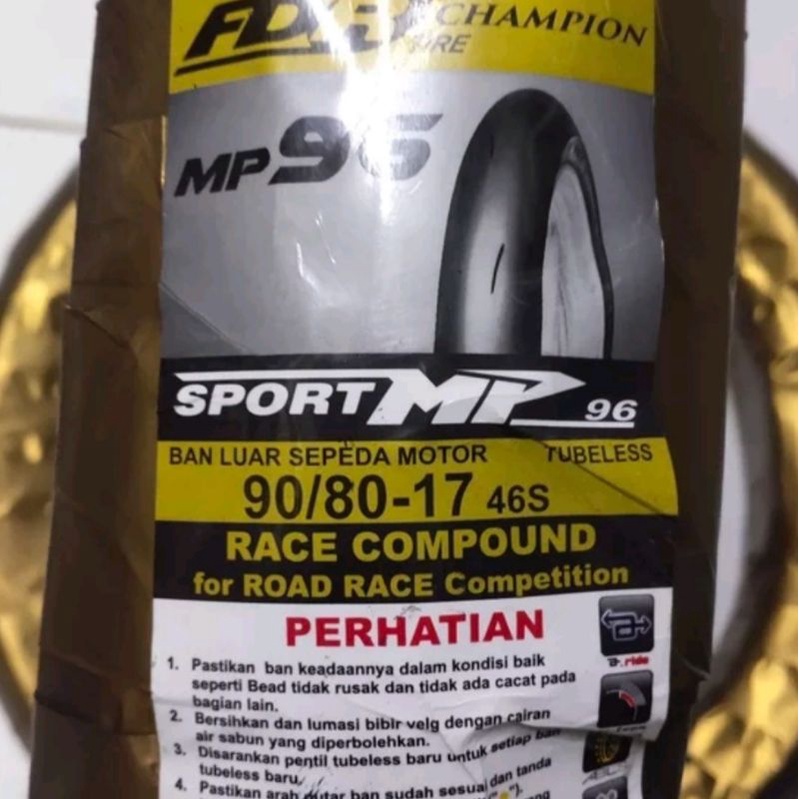 FDR CHAMPION
TIRE
MP96
SPORT MP 96
BAN LUAR SEPEDA MOTOR TUBELESS
90/80-17 46S
RACE COMPOUND
for ROAD RACE Competition
PERHATIAN
1. Pastikan ban keadaannya dalam kondisi baik
seperti Bead tidak rusak dan tidak ada cacat pada
bagian lain.
2. Bersihkan dan lumasi bibir velg dengan cairan
air sabun yang diperbolehkan.
3. Disarankan pentil tubeless baru untuk setiap ban
tubeless baru.
4. Pastikan arah putar ban sudah sesuai dan tanda